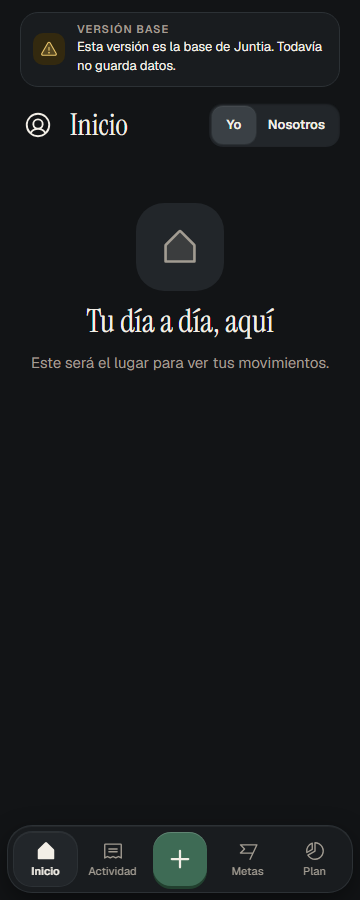 VERSIÓN BASE
Esta versión es la base de Juntia. Todavía
no guarda datos.
Inicio
Yo
Nosotros
Tu día a día, aquí
Este será el lugar para ver tus movimientos.
Inicio
Actividad
Metas
Plan